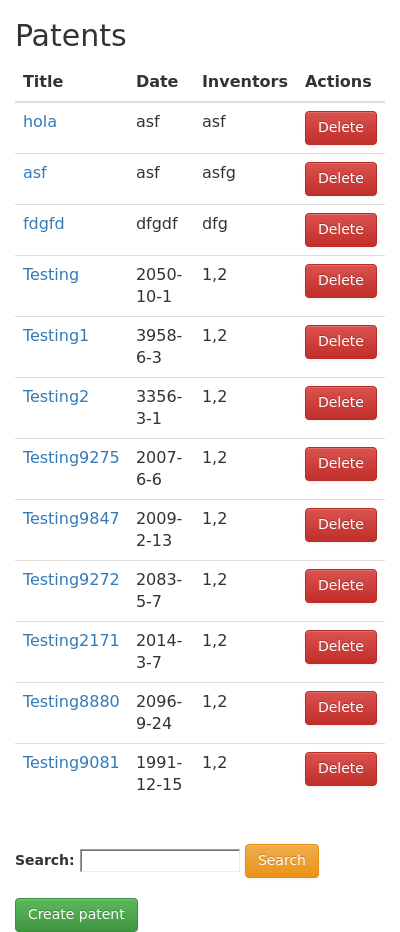 Patents
Title Date Inventors Actions
hola asf asf Delete
asf asf asfg Delete
fdgfd dfgdf dfg Delete
Testing 2050- 1,2 Delete
10-1
Testing1 3958- 1,2 Delete
6-3
Testing2 3356- 1,2 Delete
3-1
Testing9275 2007- 1,2 Delete
6-6
Testing9847 2009- 1,2 Delete
2-13
Testing9272 2083- 1,2 Delete
5-7
Testing2171 2014- 1,2 Delete
3-7
Testing8880 2096- 1,2 Delete
9-24
Testing9081 1991- 1,2 Delete
12-15
Search: Search
Create patent